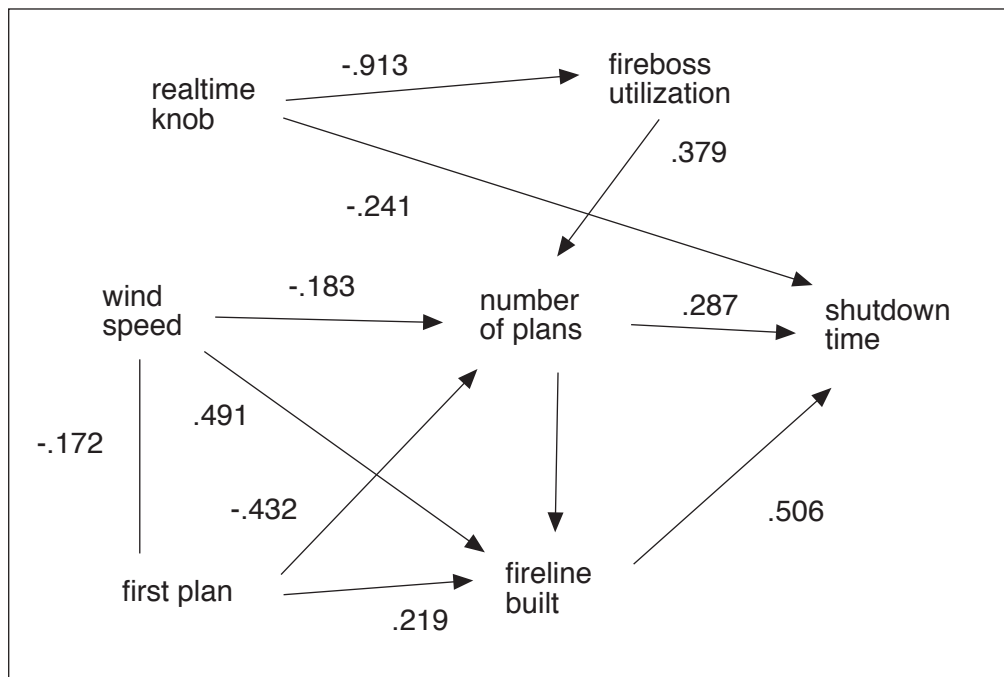 -.913
realtime
knob
fireboss
utilization
.379
-.241
wind
speed
-.183
number
of plans
.287
shutdown
time
-.172
.491
-.432
.506
first plan
.219
fireline
built